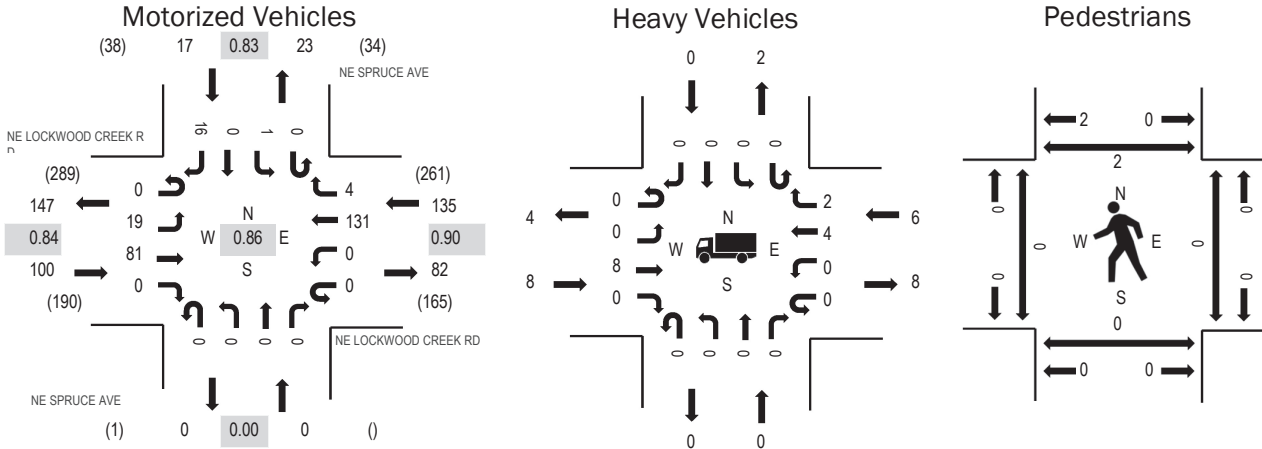 Motorized Vehicles
(38) 17 0.83 23 (34)
NE SPRUCE AVE
NE LOCKWOOD CREEK R
D
16 0 1 0
(289) 0 4 (261)
147 19 N 131 135
0.84 W 0.86 E 0.90
100 81 S 0 82
(190) 0 0 (165)
0 0 0 0
NE LOCKWOOD CREEK RD
NE SPRUCE AVE
(1) 0 0.00 0 ()
Heavy Vehicles
0 2
0 0 0 0
0 2
4 0 N 4 6
W E
8 8 S 0 8
0 0
0 0 0 0
0 0
Pedestrians
2 0
2
N
0 0
W E
0 0
0 0
S
0
0 0